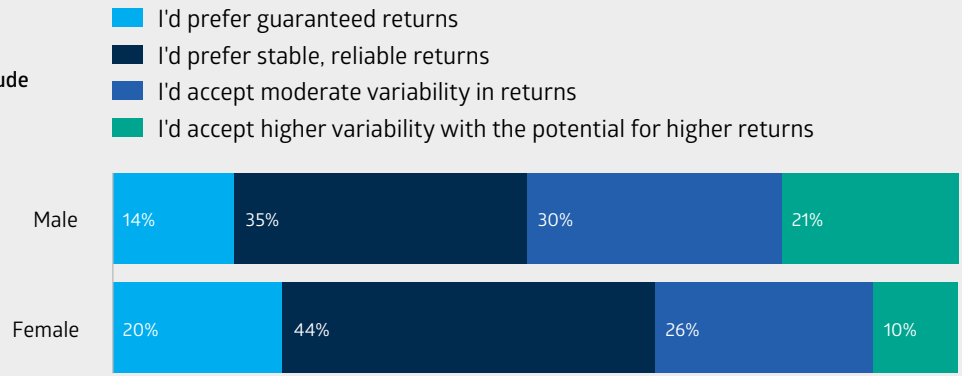 I'd prefer guaranteed returns
I'd prefer stable, reliable returns
I'd accept moderate variability in returns
I'd accept higher variability with the potential for higher returns
Male 14% 35% 30% 21%
Female 20% 44% 26% 10%